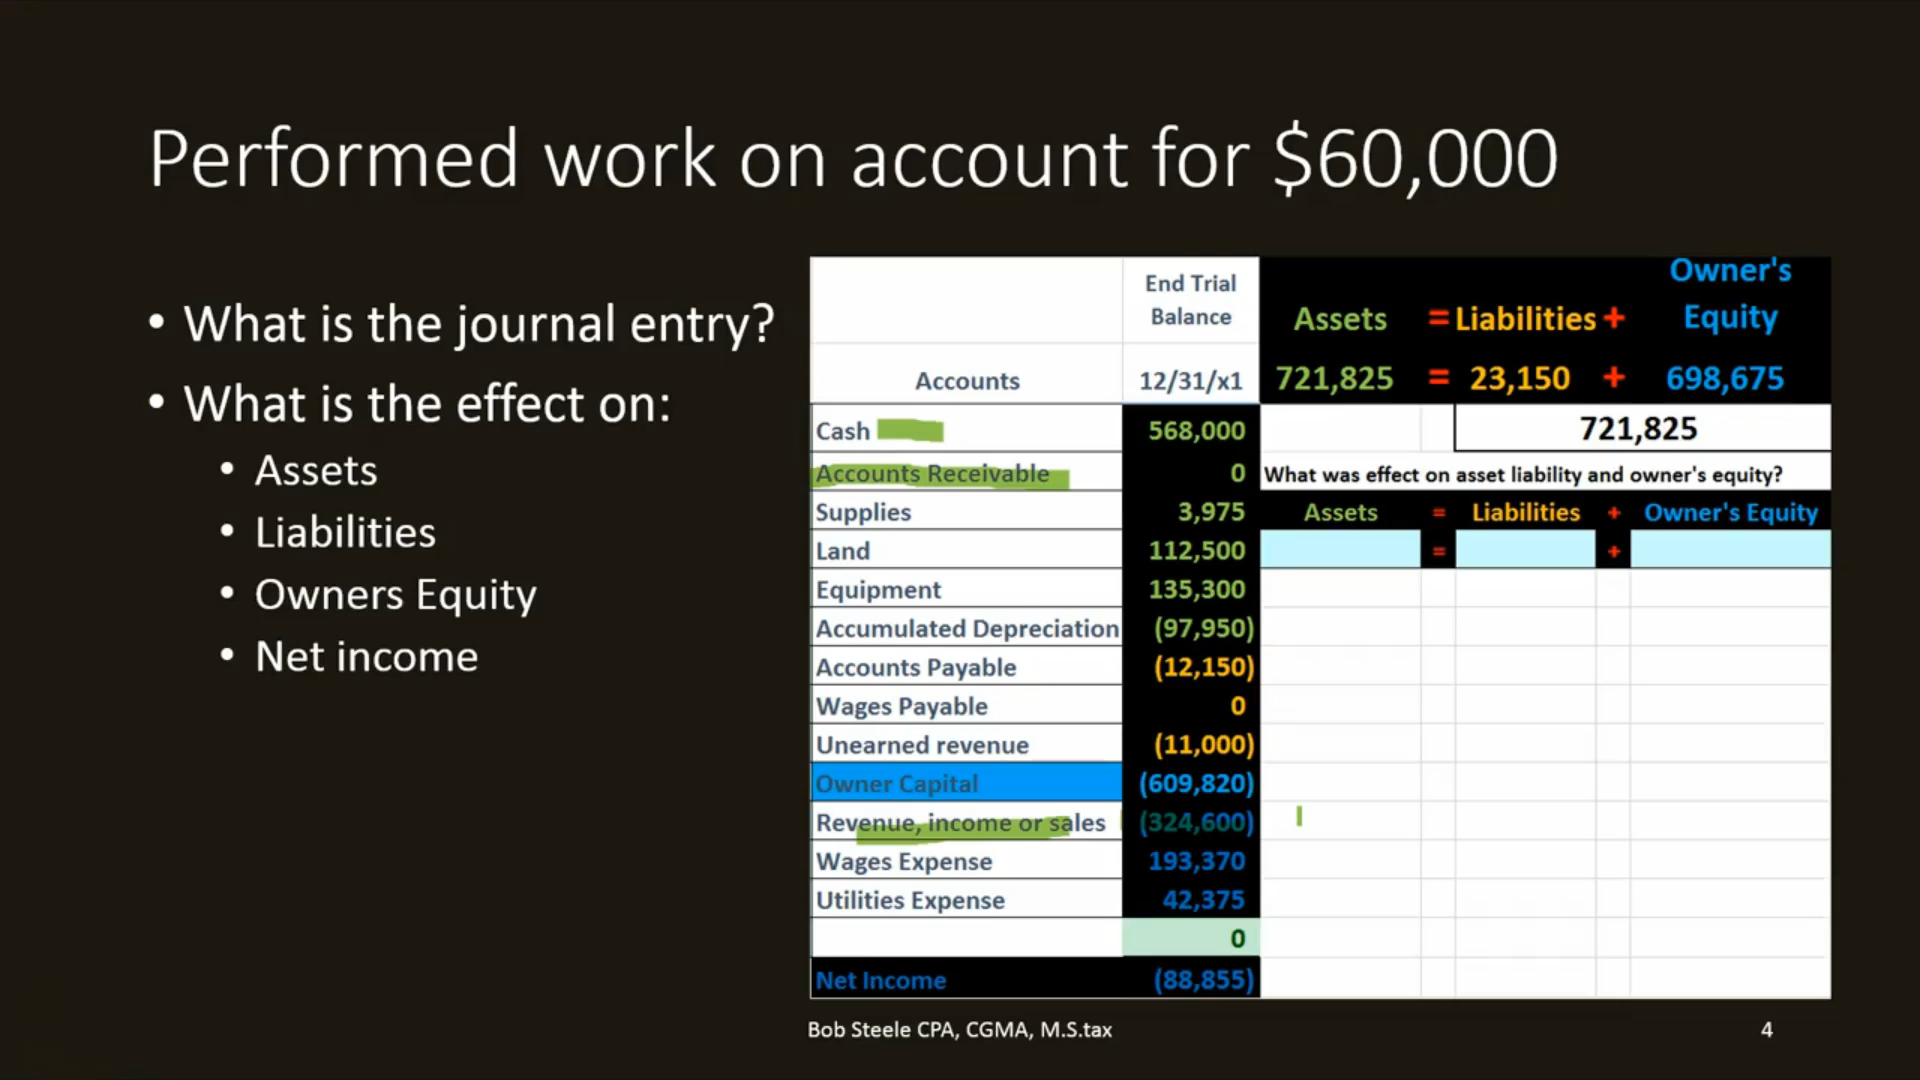 Performed work on account for $60,000
• What is the journal entry?
• What is the effect on:
• Assets
• Liabilities
• Owners Equity
• Net income
End Trial
Balance
Accounts 12/31/x1
Owner's
Assets = Liabilities + Equity
721,825 = 23,150 + 698,675
Cash 568,000 721,825
Accounts Receivable 0 What was effect on asset liability and owner's equity?
Supplies 3,975 Assets = Liabilities + Owner's Equity
Land 112,500 = +
Equipment 135,300
Accumulated Depreciation (97,950)
Accounts Payable (12,150)
Wages Payable 0
Unearned revenue (11,000)
Owner Capital (609,820)
Revenue, income or sales (324,600)
Wages Expense 193,370
Utilities Expense 42,375
0
Net Income (88,855)
Bob Steele CPA, CGMA, M.S.tax 4